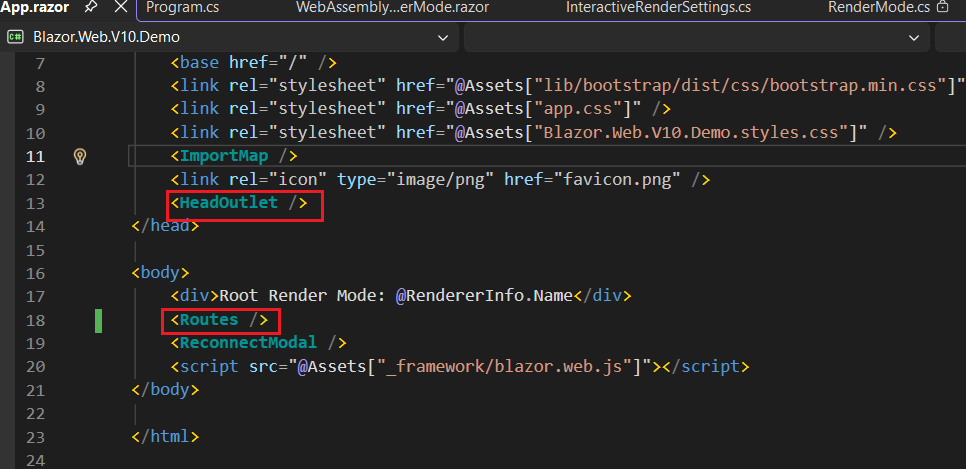 App.razor Program.cs WebAssembly...erMode.razor InteractiveRenderSettings.cs RenderMode.cs
C# Blazor.Web.V10.Demo
7 <base href="/" />
8 <link rel="stylesheet" href="@Assets["lib/bootstrap/dist/css/bootstrap.min.css"]"
9 <link rel="stylesheet" href="@Assets["app.css"]" />
10 <link rel="stylesheet" href="@Assets["Blazor.Web.V10.Demo.styles.css"]" />
11 <ImportMap />
12 <link rel="icon" type="image/png" href="favicon.png" />
13 <HeadOutlet />
14 </head>
15
16 <body>
17 <div>Root Render Mode: @RendererInfo.Name</div>
18 <Routes />
19 <ReconnectModal />
20 <script src="@Assets["_framework/blazor.web.js"]"></script>
21 </body>
22
23 </html>
24